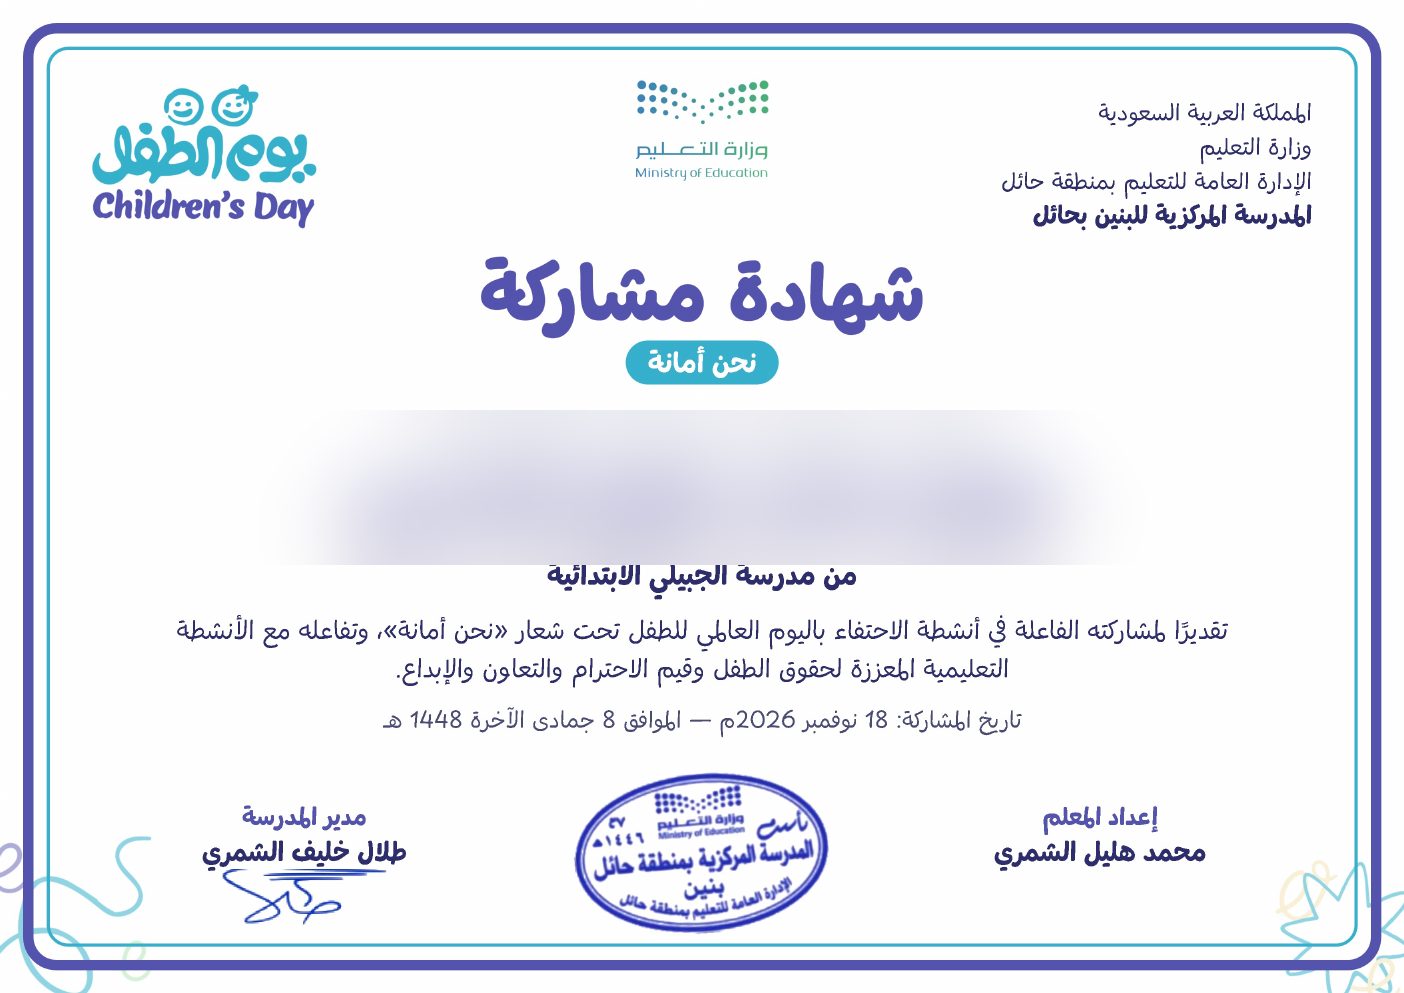 المملكة العربية السعودية
وزارة التعليم
الإدارة العامة للتعليم بمنطقة حائل
المدرسة المركزية للبنين بحائل
وزارة التعـــليم
Ministry of Education
يوم الطفل
Children's Day
شهادة مشاركة
نحن أمانة
من مدرسة الجبيلي الابتدائية
تقديرًا لمشاركته الفاعلة في أنشطة الاحتفاء باليوم العالمي للطفل تحت شعار «نحن أمانة»، وتفاعله مع الأنشطة
التعليمية المعززة لحقوق الطفل وقيم الاحترام والتعاون والإبداع.
تاريخ المشاركة: 18 نوفمبر 2026م — الموافق 8 جمادى الآخرة 1448 هـ
إعداد المعلم
محمد هليل الشمري
وزارة التعـــليم
Ministry of Education
تأسست
١٤٤٦هـ
المدرسة المركزية بمنطقة حائل
بنين
الإدارة العامة للتعليم بمنطقة حائل
مدير المدرسة
طلال خليف الشمري